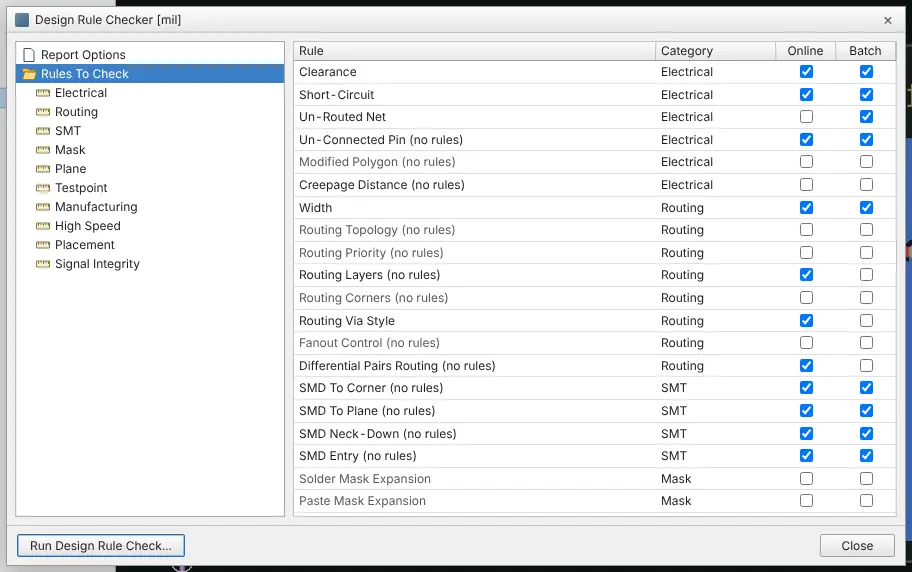 Design Rule Checker [mil]
Report Options
Rules To Check
Electrical
Routing
SMT
Mask
Plane
Testpoint
Manufacturing
High Speed
Placement
Signal Integrity
Rule Category Online Batch
Clearance Electrical
Short-Circuit Electrical
Un-Routed Net Electrical
Un-Connected Pin (no rules) Electrical
Modified Polygon (no rules) Electrical
Creepage Distance (no rules) Electrical
Width Routing
Routing Topology (no rules) Routing
Routing Priority (no rules) Routing
Routing Layers (no rules) Routing
Routing Corners (no rules) Routing
Routing Via Style Routing
Fanout Control (no rules) Routing
Differential Pairs Routing (no rules) Routing
SMD To Corner (no rules) SMT
SMD To Plane (no rules) SMT
SMD Neck-Down (no rules) SMT
SMD Entry (no rules) SMT
Solder Mask Expansion Mask
Paste Mask Expansion Mask
Run Design Rule Check... Close